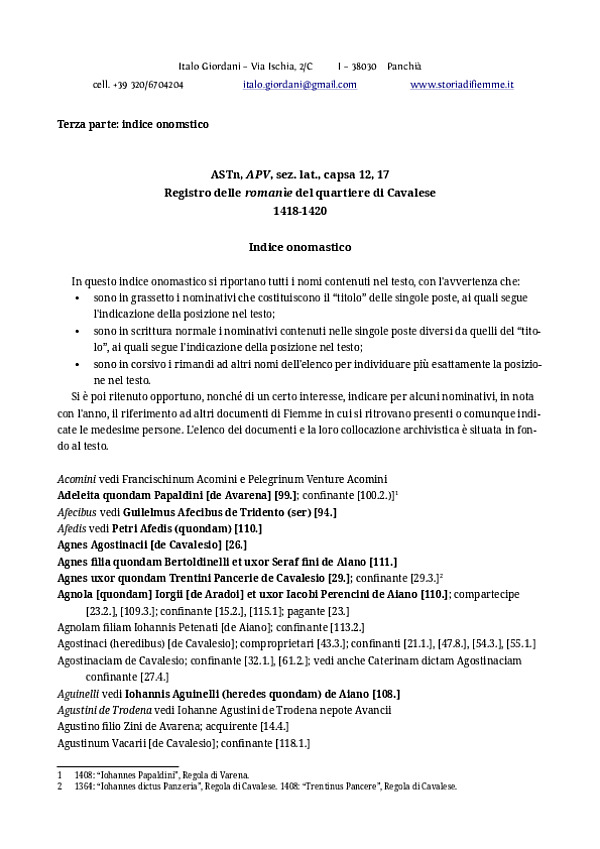 Italo Giordani – Via Ischia, 2/C I – 38030 Panchià
cell. +39 320/6704204 italo.giordani@gmail.com www.storiadifiemme.it
Terza parte: indice onomstico
ASTn, APV, sez. lat., capsa 12, 17
Registro delle romanie del quartiere di Cavalese
1418-1420
Indice onomastico
In questo indice onomastico si riportano tutti i nomi contenuti nel testo, con l'avvertenza che:
• sono in grassetto i nominativi che costituiscono il “titolo” delle singole poste, ai quali segue
l'indicazione della posizione nel testo;
• sono in scrittura normale i nominativi contenuti nelle singole poste diversi da quelli del “tito-
lo”, ai quali segue l'indicazione della posizione nel testo;
• sono in corsivo i rimandi ad altri nomi dell'elenco per individuare più esattamente la posizio-
ne nel testo.
Si è poi ritenuto opportuno, nonché di un certo interesse, indicare per alcuni nominativi, in nota
con l'anno, il riferimento ad altri documenti di Fiemme in cui si ritrovano presenti o comunque indi-
cate le medesime persone. L'elenco dei documenti e la loro collocazione archivistica è situata in fon-
do al testo.
Acomini vedi Francischinum Acomini e Pelegrinum Venture Acomini
Adeleita quondam Papaldini [de Avarena] [99.]; confinante [100.2.)]1
Afecibus vedi Guilelmus Afecibus de Tridento (ser) [94.]
Afedis vedi Petri Afedis (quondam) [110.]
Agnes Agostinacii [de Cavalesio] [26.]
Agnes filia quondam Bertoldinelli et uxor Seraf fini de Aiano [111.]
Agnes uxor quondam Trentini Pancerie de Cavalesio [29.]; confinante [29.3.]2
Agnola [quondam] Iorgii [de Aradoi] et uxor Iacobi Perencini de Aiano [110.]; compartecipe
[23.2.], [109.3.]; confinante [15.2.], [115.1]; pagante [23.]
Agnolam filiam Iohannis Petenati [de Aiano]; confinante [113.2.]
Agostinaci (heredibus) [de Cavalesio]; comproprietari [43.3.]; confinanti [21.1.], [47.8.], [54.3.], [55.1.]
Agostinaciam de Cavalesio; confinante [32.1.], [61.2.]; vedi anche Caterinam dictam Agostinaciam
confinante [27.4.]
Aguinelli vedi Iohannis Aguinelli (heredes quondam) de Aiano [108.]
Agustini de Trodena vedi Iohanne Agustini de Trodena nepote Avancii
Agustino filio Zini de Avarena; acquirente [14.4.]
Agustinum Vacarii [de Cavalesio]; confinante [118.1.]
1 1408: “Iohannes Papaldini”, Regola di Varena.
2 1364: “Iohannes dictus Panzeria”, Regola di Cavalese. 1408: “Trentinus Pancere”, Regola di Cavalese.